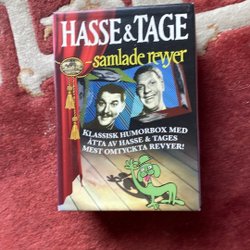 HASSE & TAGE
-samlade revyer
KLASSISK HUMORBOX MED
ÅTTA AV HASSE & TAGES
MEST OMTYCKTA REVYER!